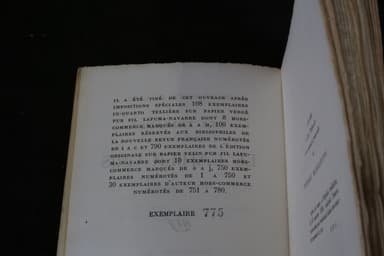 IL A ÉTÉ TIRÉ DE CET OUVRAGE APRÈS
IMPOSITIONS SPÉCIALES 108 EXEMPLAIRES
IN-QUARTO TELLIÈRE SUR PAPIER VERGÉ
PUR FIL LAFUMA-NAVARRE DONT 8 HORS-
COMMERCE MARQUÉS DE A A H, 100 EXEM-
PLAIRES RÉSERVÉS AUX BIBLIOPHILES DE
LA NOUVELLE REVUE FRANÇAISE NUMÉROTÉS
DE I A C ET 790 EXEMPLAIRES DE L'ÉDITION
ORIGINALE SUR PAPIER VELIN PUR FIL LAFU-
MA-NAVARRE DONT 10 EXEMPLAIRES HORS-
COMMERCE MARQUÉS DE a A j, 750 EXEM-
PLAIRES NUMÉROTÉS DE 1 A 750 ET
30 EXEMPLAIRES D'AUTEUR HORS-COMMERCE
NUMÉROTÉS DE 751 A 780.
EXEMPLAIRE 775